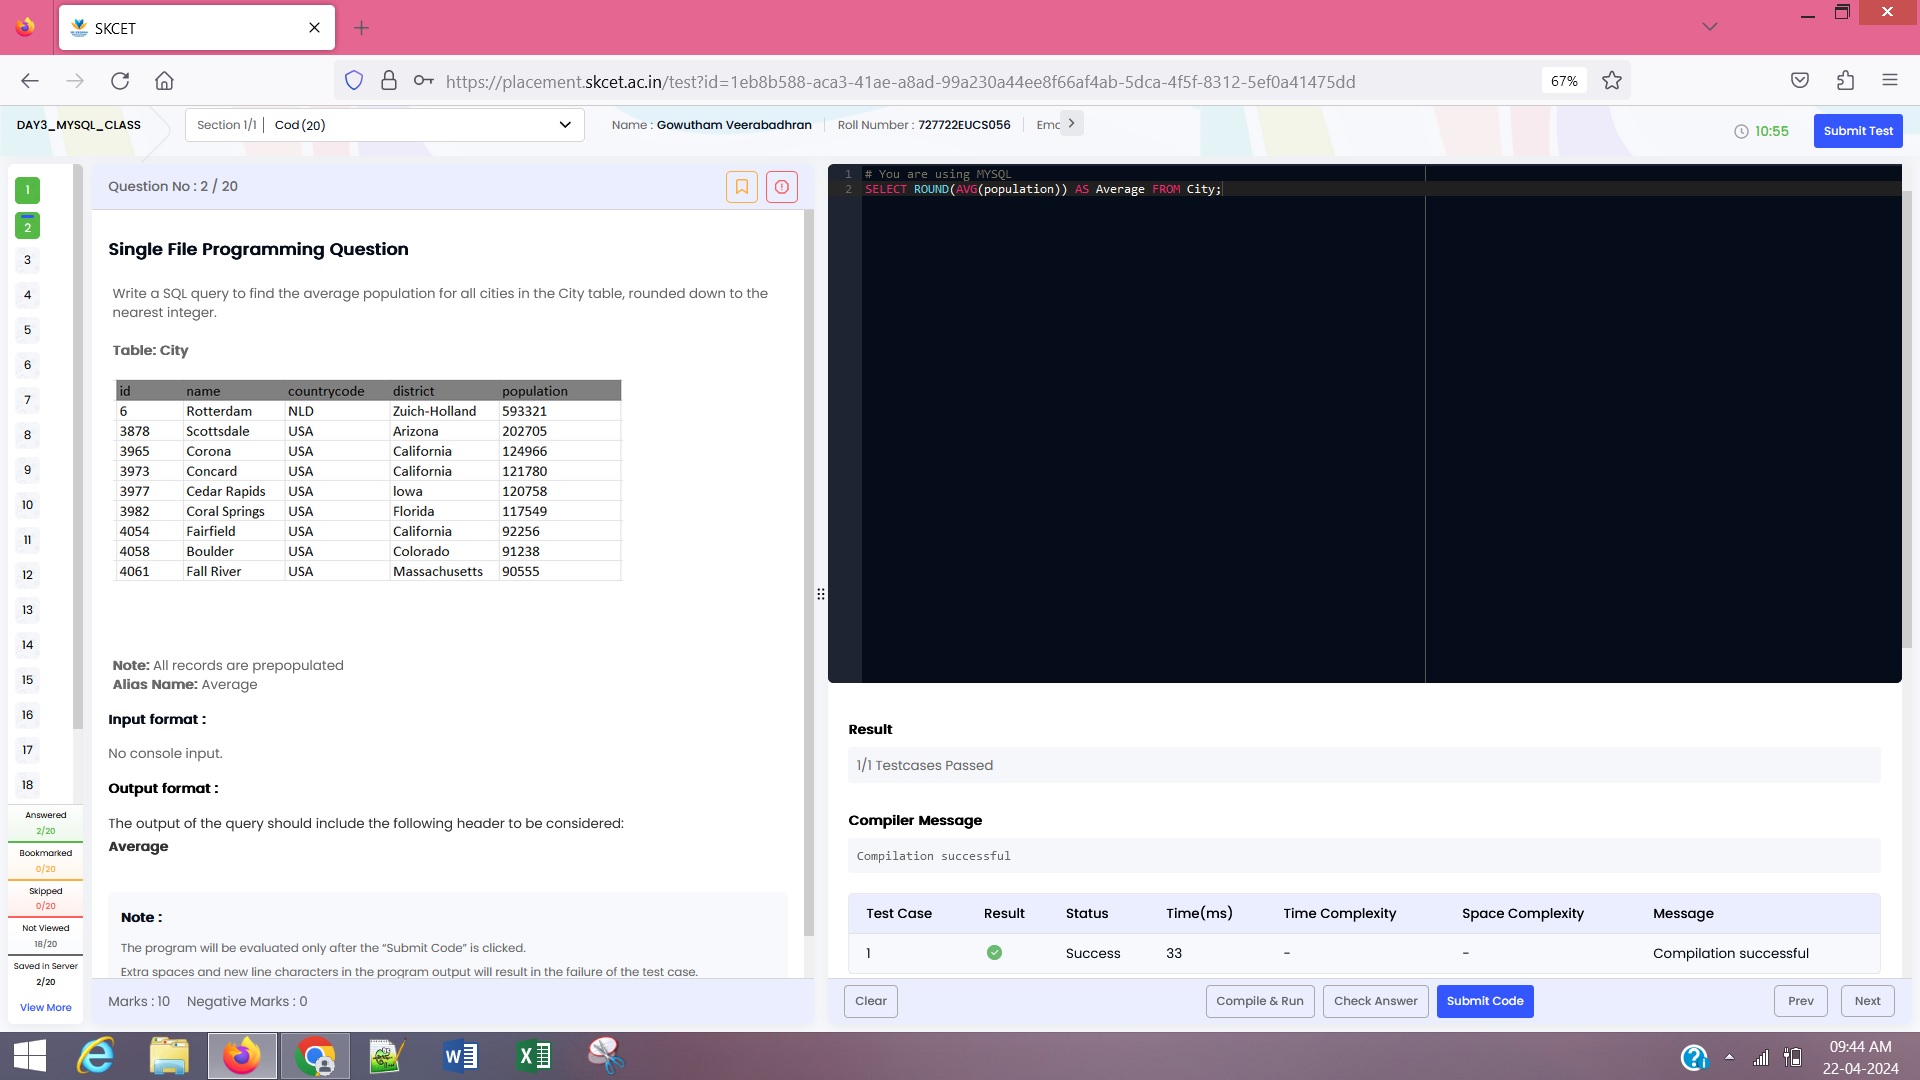 SKCET
https://placement.skcet.ac.in/test?id=1eb8b588-aca3-41ae-a8ad-99a230a44ee8f66af4ab-5dca-4f5f-8312-5ef0a41475dd
67%
DAY3_MYSQL_CLASS
Section 1/1
Cod (20)
Name : Gowutham Veerabadhran
Roll Number : 727722EUCS056
Emc
10:55
Submit Test
1
2
3
4
5
6
7
8
9
10
11
12
13
14
15
16
17
18
Answered
2/20
Bookmarked
0/20
Skipped
0/20
Not Viewed
18/20
Saved in Server
2/20
View More
Question No : 2 / 20
Single File Programming Question
Write a SQL query to find the average population for all cities in the City table, rounded down to the
nearest integer.
Table: City
id name countrycode district population
6 Rotterdam NLD Zuich-Holland 593321
3878 Scottsdale USA Arizona 202705
3965 Corona USA California 124966
3973 Concard USA California 121780
3977 Cedar Rapids USA Iowa 120758
3982 Coral Springs USA Florida 117549
4054 Fairfield USA California 92256
4058 Boulder USA Colorado 91238
4061 Fall River USA Massachusetts 90555
Note: All records are prepopulated
Alias Name: Average
Input format :
No console input.
Output format :
The output of the query should include the following header to be considered:
Average
Note :
The program will be evaluated only after the “Submit Code” is clicked.
Extra spaces and new line characters in the program output will result in the failure of the test case.
Marks : 10 Negative Marks : 0
1 # You are using MYSQL
2 SELECT ROUND(AVG(population)) AS Average FROM City;
Result
1/1 Testcases Passed
Compiler Message
Compilation successful
Test Case Result Status Time(ms) Time Complexity Space Complexity Message
1 Success 33 - - Compilation successful
Clear
Compile & Run
Check Answer
Submit Code
Prev
Next
09:44 AM
22-04-2024